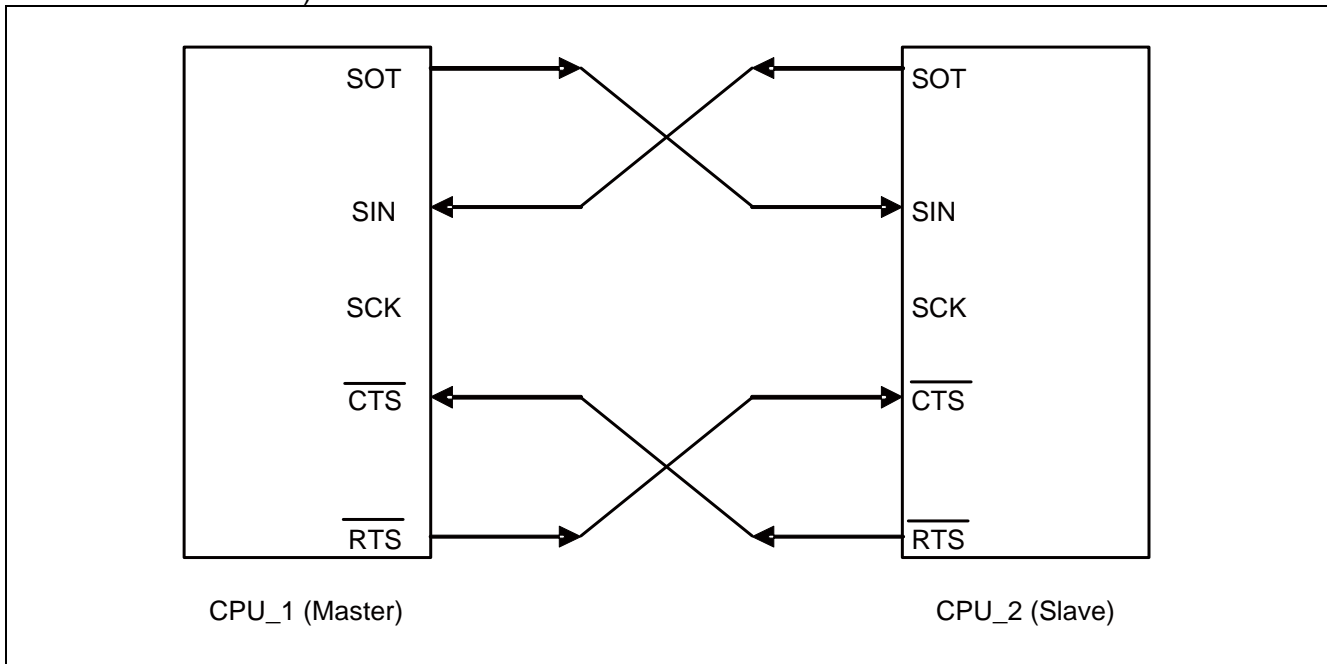 )
SOT SOT
SIN SIN
SCK SCK
CTS CTS
RTS RTS
CPU_1 (Master) CPU_2 (Slave)